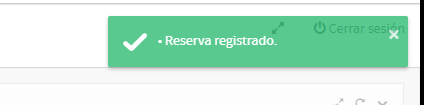 Cerrar sesión
• Reserva registrado.